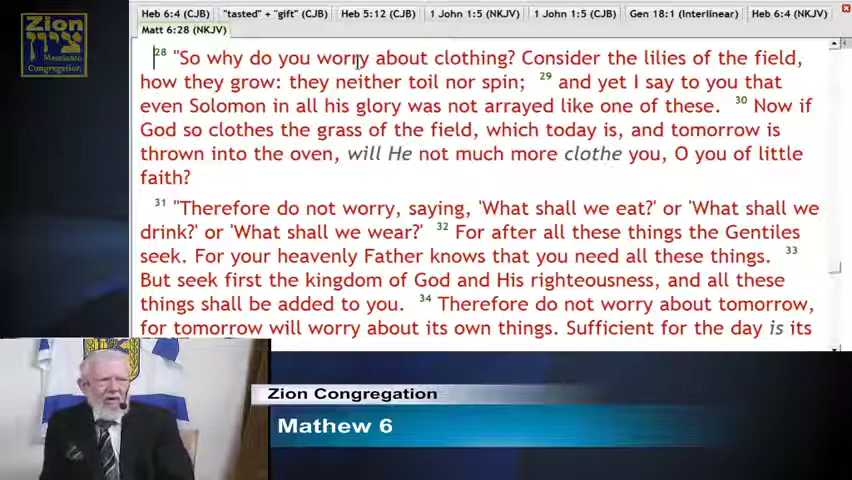 Zion
ציון
Messianic
Congregation
Heb 6:4 (CJB) "tasted" + "gift" (CJB) Heb 5:12 (CJB) 1 John 1:5 (NKJV) 1 John 1:5 (CJB) Gen 18:1 (Interlinear) Heb 6:4 (NKJV)
Matt 6:28 (NKJV)
28 "So why do you worry about clothing? Consider the lilies of the field,
how they grow: they neither toil nor spin; 29 and yet I say to you that
even Solomon in all his glory was not arrayed like one of these. 30 Now if
God so clothes the grass of the field, which today is, and tomorrow is
thrown into the oven, will He not much more clothe you, O you of little
faith?
31 "Therefore do not worry, saying, 'What shall we eat?' or 'What shall we
drink?' or 'What shall we wear?' 32 For after all these things the Gentiles
seek. For your heavenly Father knows that you need all these things. 33
But seek first the kingdom of God and His righteousness, and all these
things shall be added to you. 34 Therefore do not worry about tomorrow,
for tomorrow will worry about its own things. Sufficient for the day is its
Zion Congregation
Mathew 6